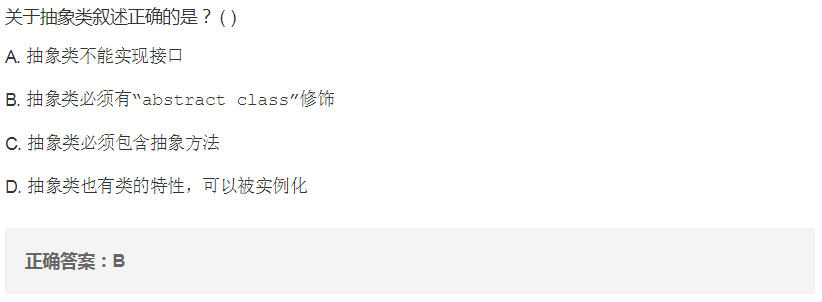 关于抽象类叙述正确的是？( )
A. 抽象类不能实现接口
B. 抽象类必须有“abstract class”修饰
C. 抽象类必须包含抽象方法
D. 抽象类也有类的特性，可以被实例化
正确答案：B